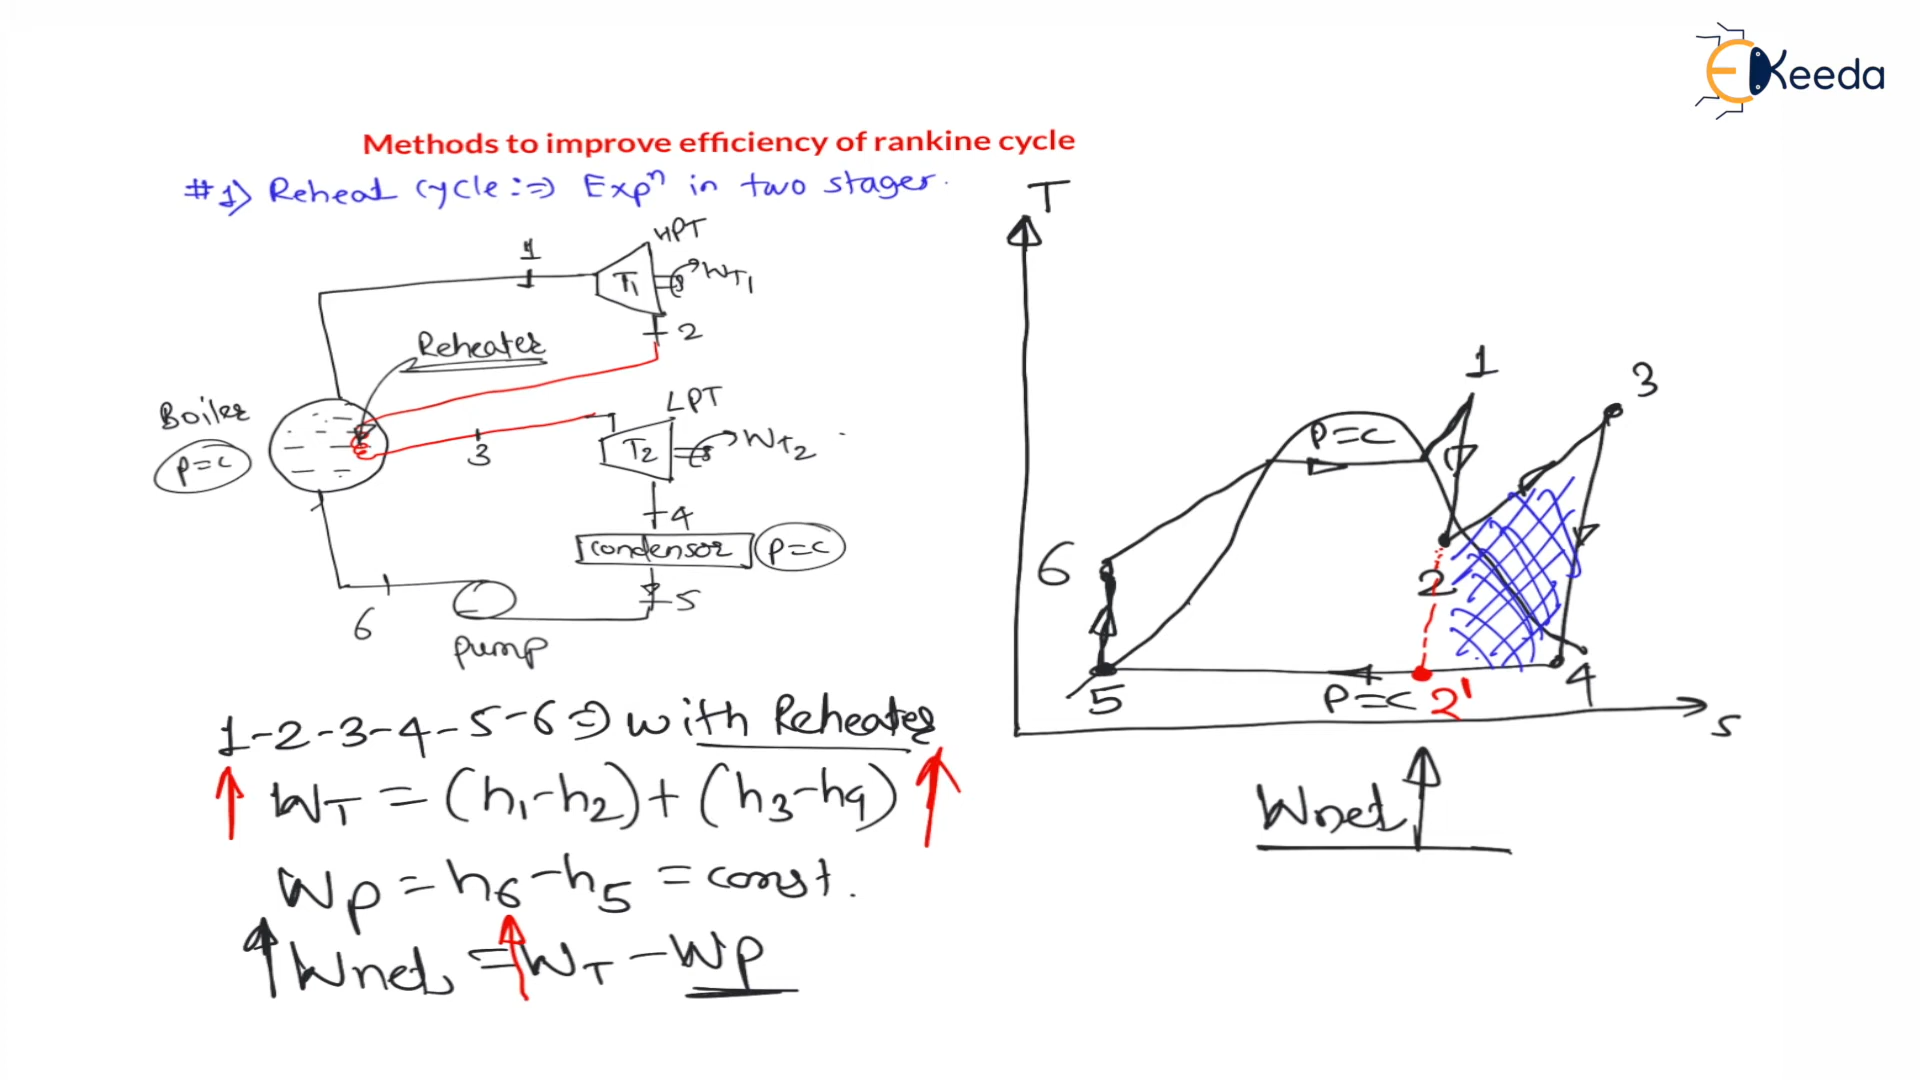 EKeeda
Methods to improve efficiency of rankine cycle
#1) Reheat cycle :⇒ Expⁿ in two stages.
HPT
1
T1
WT1
2
Reheater
Boiler
P=c
LPT
T2
WT2
3
4
condensor
P=c
5
6
pump
1-2-3-4-5-6 ⇒ with Reheater
WT = (h1-h2) + (h3-h4)
Wp = h6-h5 = const.
Wnet = WT - Wp
T
1
3
P=c
6
2
5
P=c
2'
4
S
Wnet